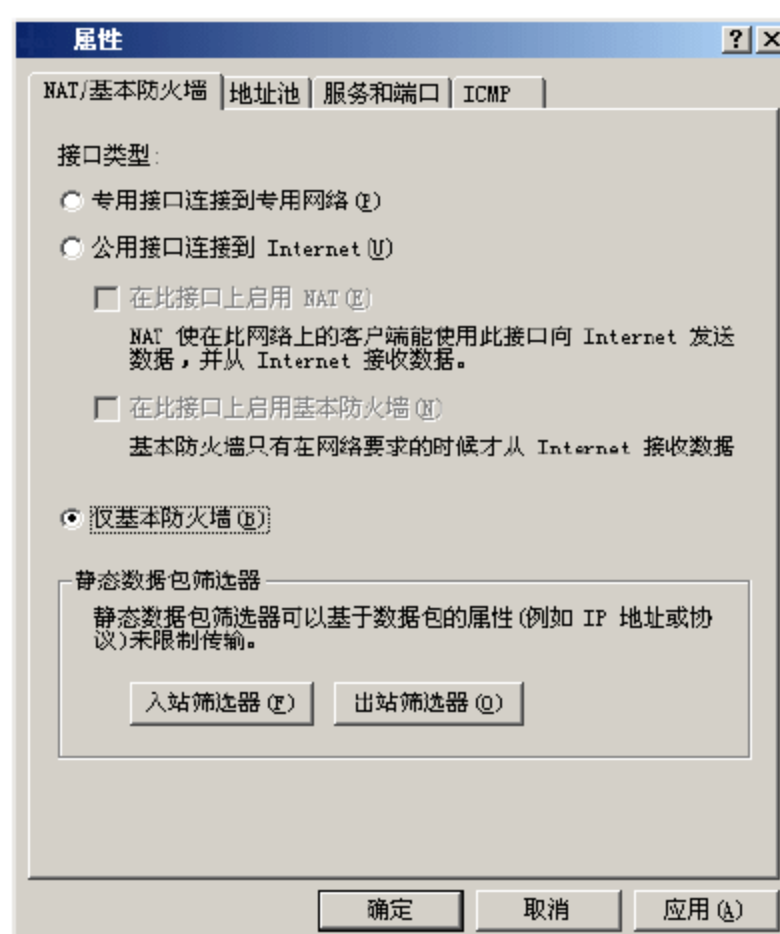 属性
NAT/基本防火墙 地址池 服务和端口 ICMP
接口类型:
专用接口连接到专用网络(P)
公用接口连接到 Internet(U)
在此接口上启用 NAT(E)
NAT 使在此网络上的客户端能使用此接口向 Internet 发送
数据，并从 Internet 接收数据。
在此接口上启用基本防火墙(N)
基本防火墙只有在网络要求的时候才从 Internet 接收数据
仅基本防火墙(B)
静态数据包筛选器
静态数据包筛选器可以基于数据包的属性(例如 IP 地址或协
议)来限制传输。
入站筛选器(F) 出站筛选器(O)
确定 取消 应用(A)